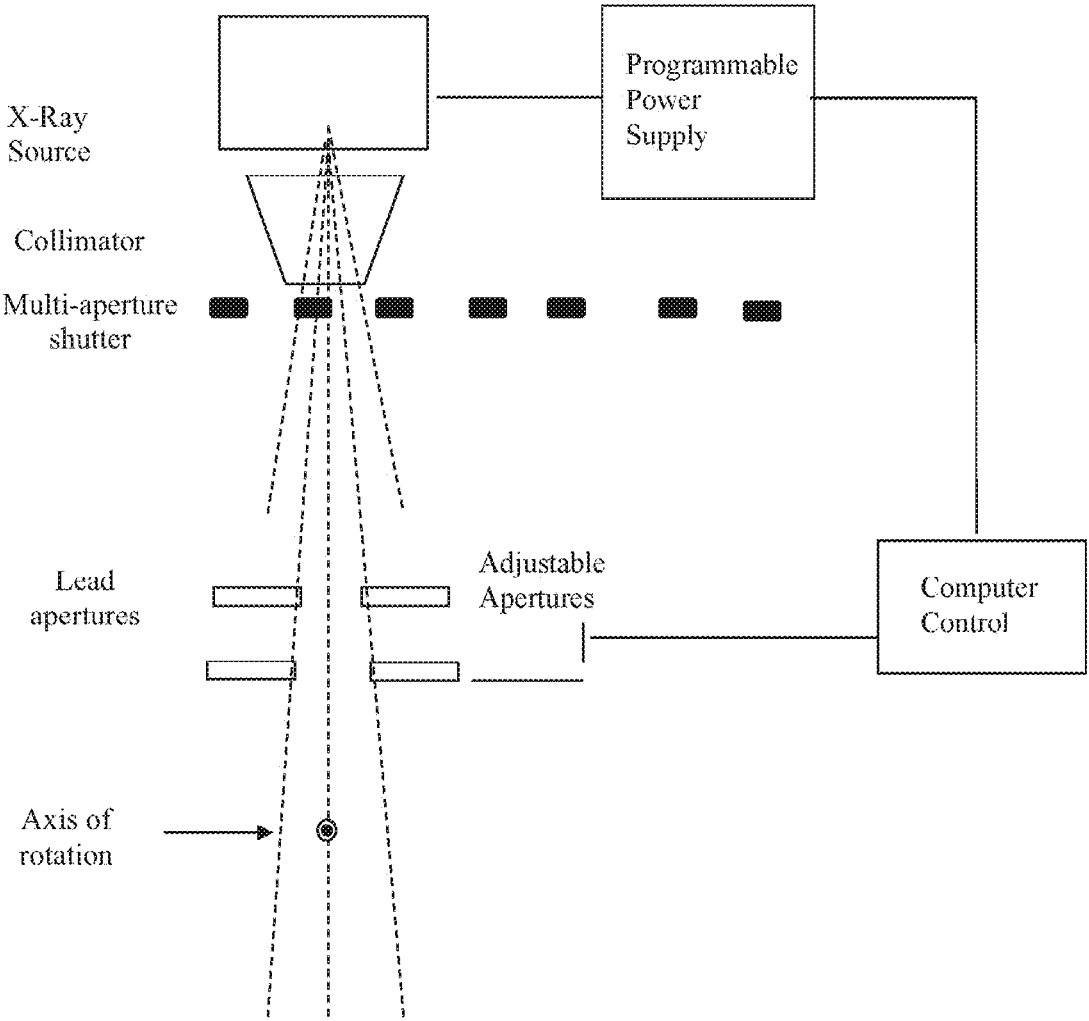 Programmable
Power
Supply
X-Ray
Source
Collimator
Multi-aperture
shutter
Lead
apertures
Adjustable
Apertures
Computer
Control
Axis of
rotation